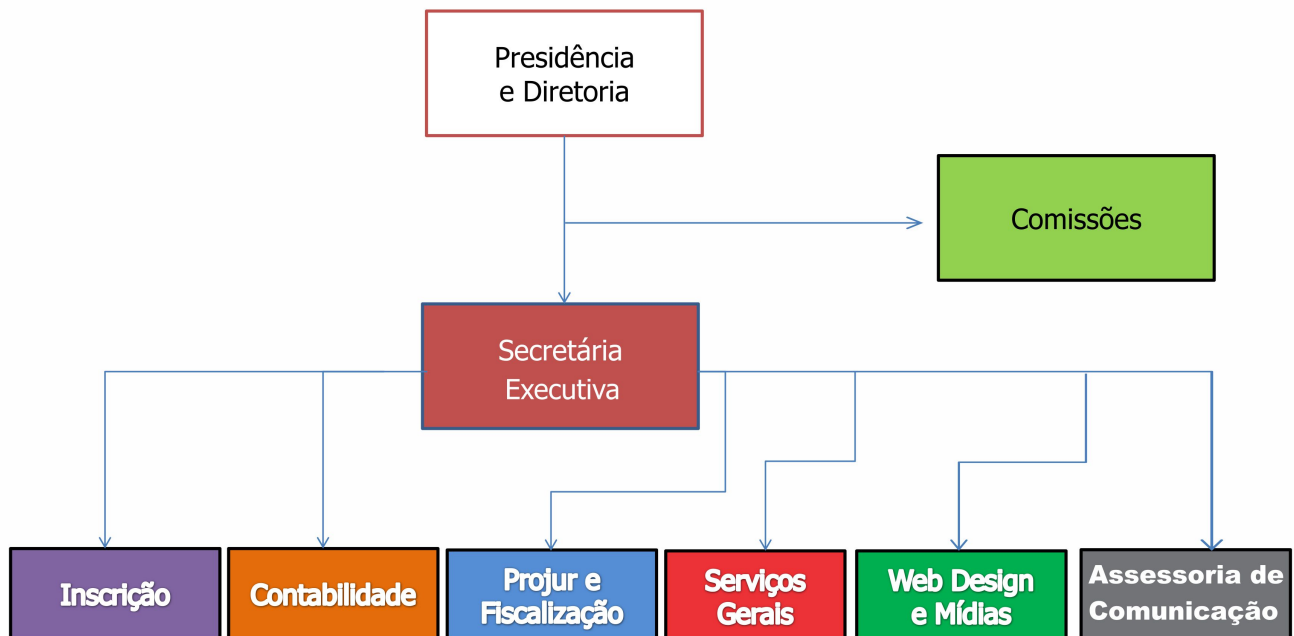 Presidência
e Diretoria
Comissões
Secretária
Executiva
Inscrição
Contabilidade
Projur e
Fiscalização
Serviços
Gerais
Web Design
e Mídias
Assessoria de
Comunicação